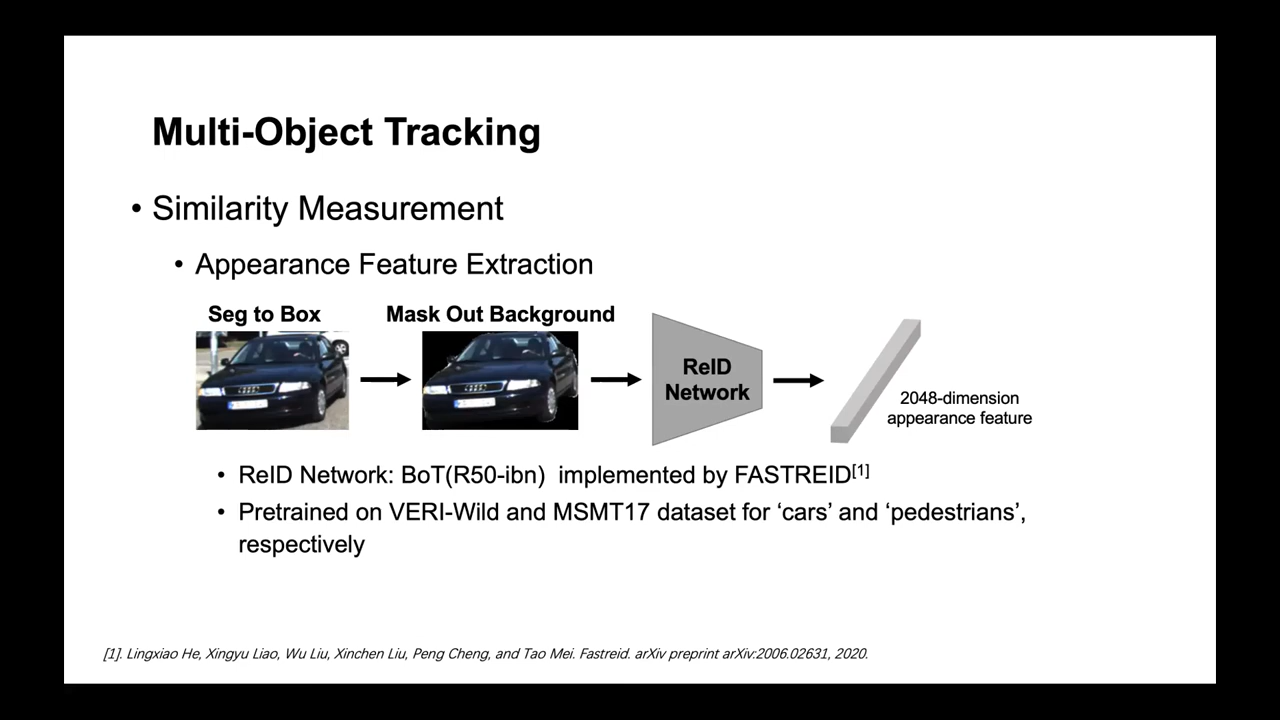 Multi-Object Tracking
• Similarity Measurement
• Appearance Feature Extraction
Seg to Box
Mask Out Background
ReID
Network
2048-dimension
appearance feature
• ReID Network: BoT(R50-ibn) implemented by FASTREID[1]
• Pretrained on VERI-Wild and MSMT17 dataset for ‘cars’ and ‘pedestrians’,
respectively
[1]. Lingxiao He, Xingyu Liao, Wu Liu, Xinchen Liu, Peng Cheng, and Tao Mei. Fastreid. arXiv preprint arXiv:2006.02631, 2020.